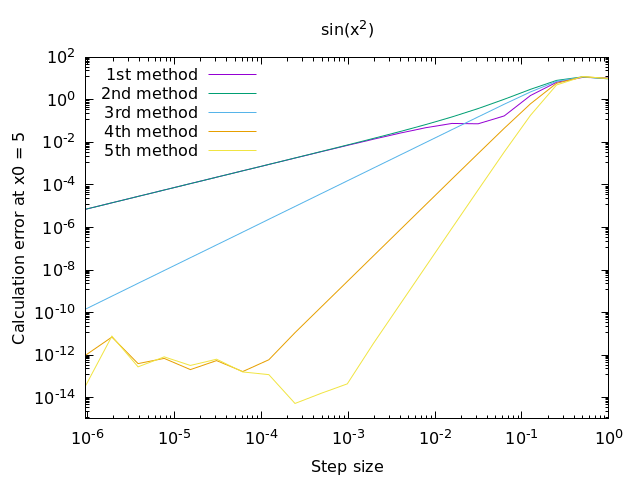 sin(x²)
10²
10⁰
10⁻²
10⁻⁴
10⁻⁶
10⁻⁸
10⁻¹⁰
10⁻¹²
10⁻¹⁴
Calculation error at x0 = 5
1st method
2nd method
3rd method
4th method
5th method
10⁻⁶ 10⁻⁵ 10⁻⁴ 10⁻³ 10⁻² 10⁻¹ 10⁰
Step size